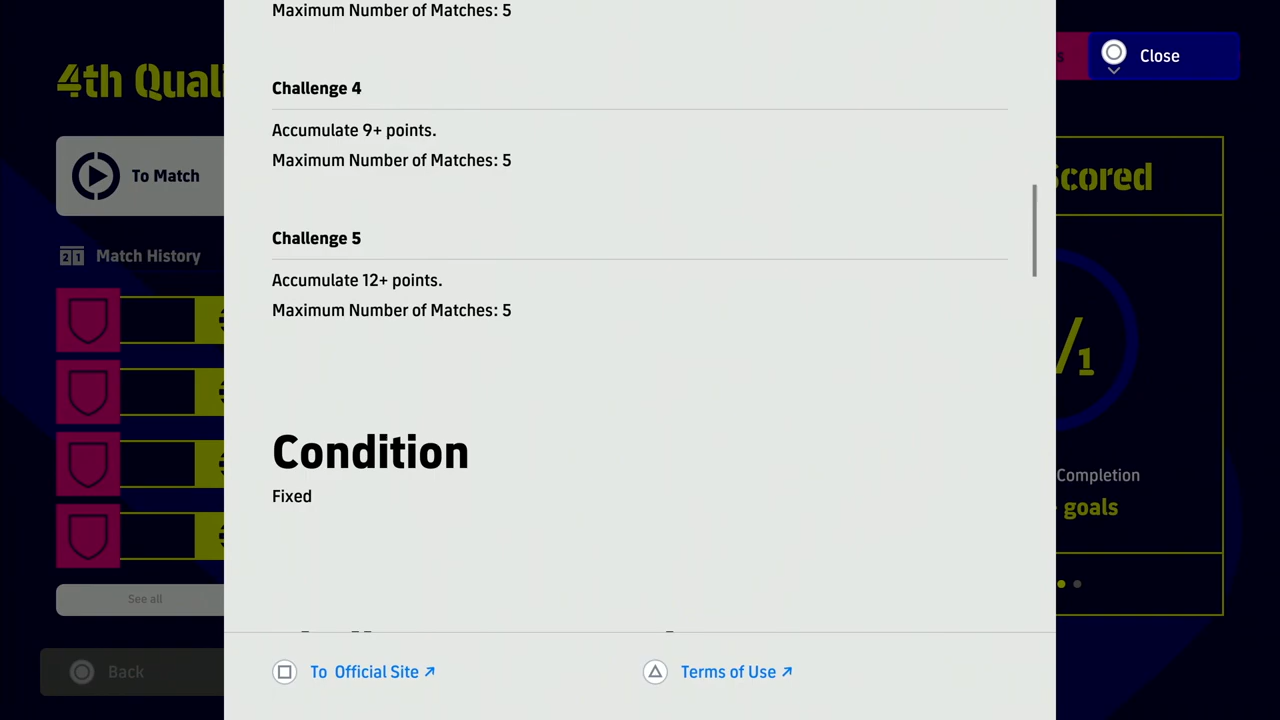 Maximum Number of Matches: 5
4th Quali
Close
Challenge 4
Accumulate 9+ points.
Maximum Number of Matches: 5
To Match
Scored
Challenge 5
21 Match History
Accumulate 12+ points.
Maximum Number of Matches: 5
/1
Condition
Completion
Fixed
goals
See all
Back
To Official Site ↗
Terms of Use ↗